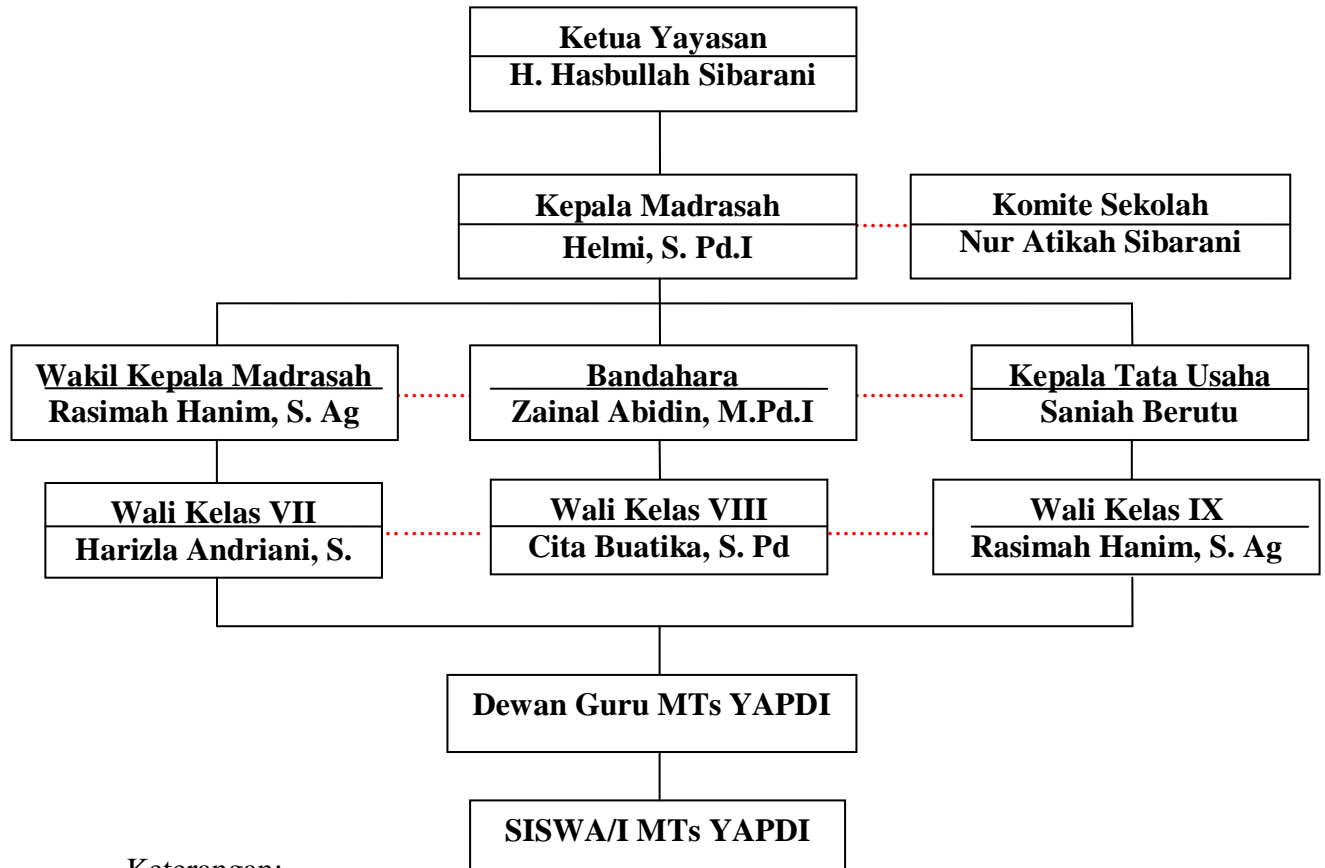 Ketua Yayasan
H. Hasbullah Sibarani
Kepala Madrasah
Helmi, S. Pd.I
Komite Sekolah
Nur Atikah Sibarani
Wakil Kepala Madrasah
Rasimah Hanim, S. Ag
Bandahara
Zainal Abidin, M.Pd.I
Kepala Tata Usaha
Saniah Berutu
Wali Kelas VII
Harizla Andriani, S.
Wali Kelas VIII
Cita Buatika, S. Pd
Wali Kelas IX
Rasimah Hanim, S. Ag
Dewan Guru MTs YAPDI
SISWA/I MTs YAPDI
Keterangan: